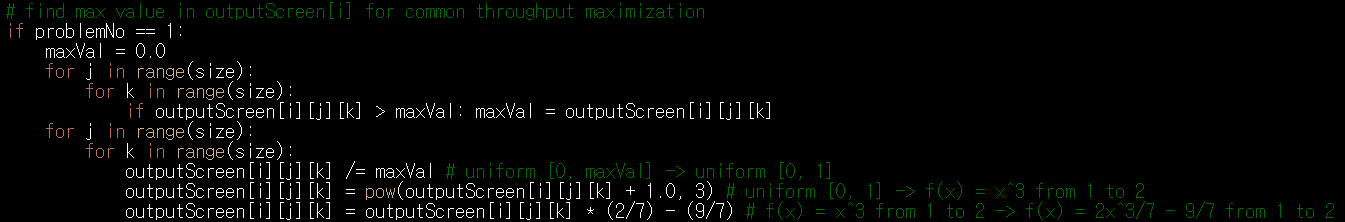 # find max value in outputScreen[i] for common throughput maximization
if problemNo == 1:
    maxVal = 0.0
    for j in range(size):
        for k in range(size):
            if outputScreen[i][j][k] > maxVal: maxVal = outputScreen[i][j][k]
    for j in range(size):
        for k in range(size):
            outputScreen[i][j][k] /= maxVal # uniform [0, maxVal] -> uniform [0, 1]
            outputScreen[i][j][k] = pow(outputScreen[i][j][k] + 1.0, 3) # uniform [0, 1] -> f(x) = x^3 from 1 to 2
            outputScreen[i][j][k] = outputScreen[i][j][k] * (2/7) - (9/7) # f(x) = x^3 from 1 to 2 -> f(x) = 2x^3/7 - 9/7 from 1 to 2